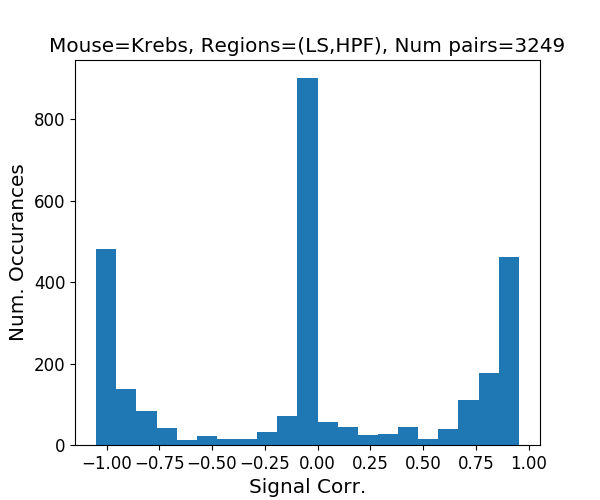 Mouse=Krebs, Regions=(LS,HPF), Num pairs=3249
Num. Occurances
800
600
400
200
0
−1.00 −0.75 −0.50 −0.25 0.00 0.25 0.50 0.75 1.00
Signal Corr.